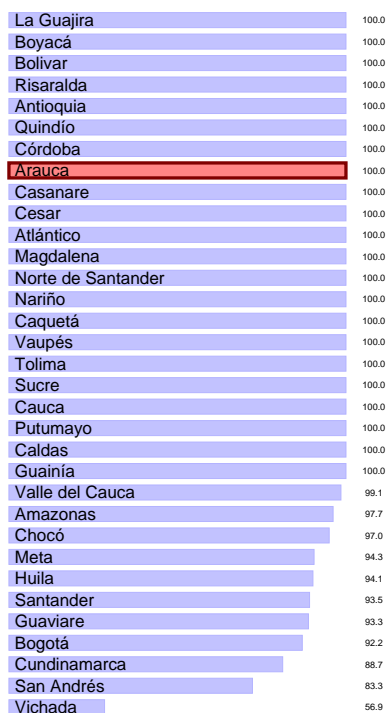 La Guajira 100.0
Boyacá 100.0
Bolivar 100.0
Risaralda 100.0
Antioquia 100.0
Quindío 100.0
Córdoba 100.0
Arauca 100.0
Casanare 100.0
Cesar 100.0
Atlántico 100.0
Magdalena 100.0
Norte de Santander 100.0
Nariño 100.0
Caquetá 100.0
Vaupés 100.0
Tolima 100.0
Sucre 100.0
Cauca 100.0
Putumayo 100.0
Caldas 100.0
Guainía 100.0
Valle del Cauca 99.1
Amazonas 97.7
Chocó 97.0
Meta 94.3
Huila 94.1
Santander 93.5
Guaviare 93.3
Bogotá 92.2
Cundinamarca 88.7
San Andrés 83.3
Vichada 56.9